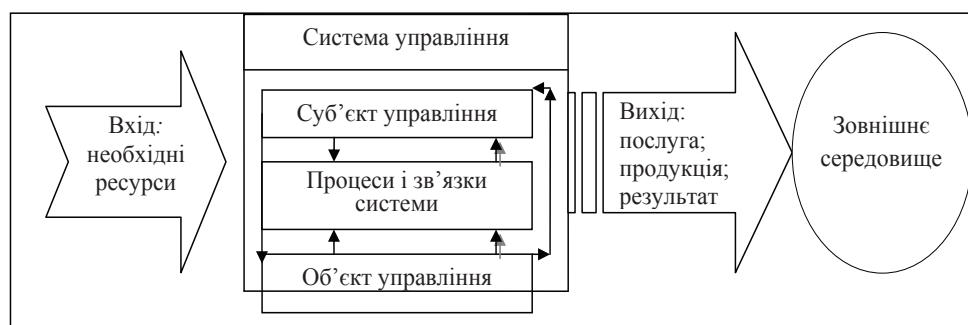 Система управління
Вхід:
необхідні
ресурси
Суб’єкт управління
Процеси і зв’язки
системи
Об’єкт управління
Вихід:
послуга;
продукція;
результат
Зовнішнє
середовище